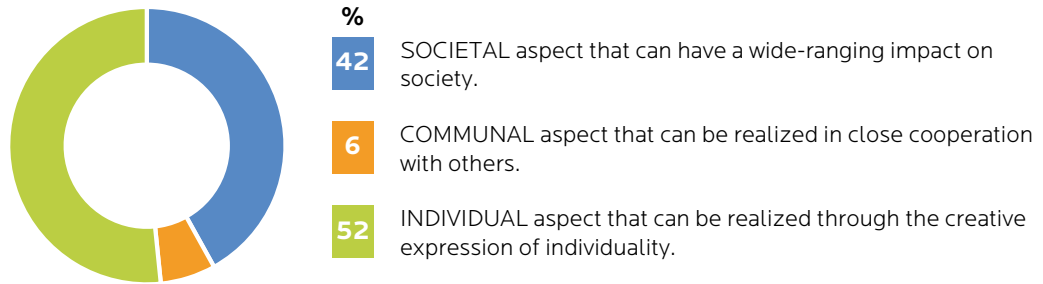 %
42
SOCIETAL aspect that can have a wide-ranging impact on
society.
6
COMMUNAL aspect that can be realized in close cooperation
with others.
52
INDIVIDUAL aspect that can be realized through the creative
expression of individuality.